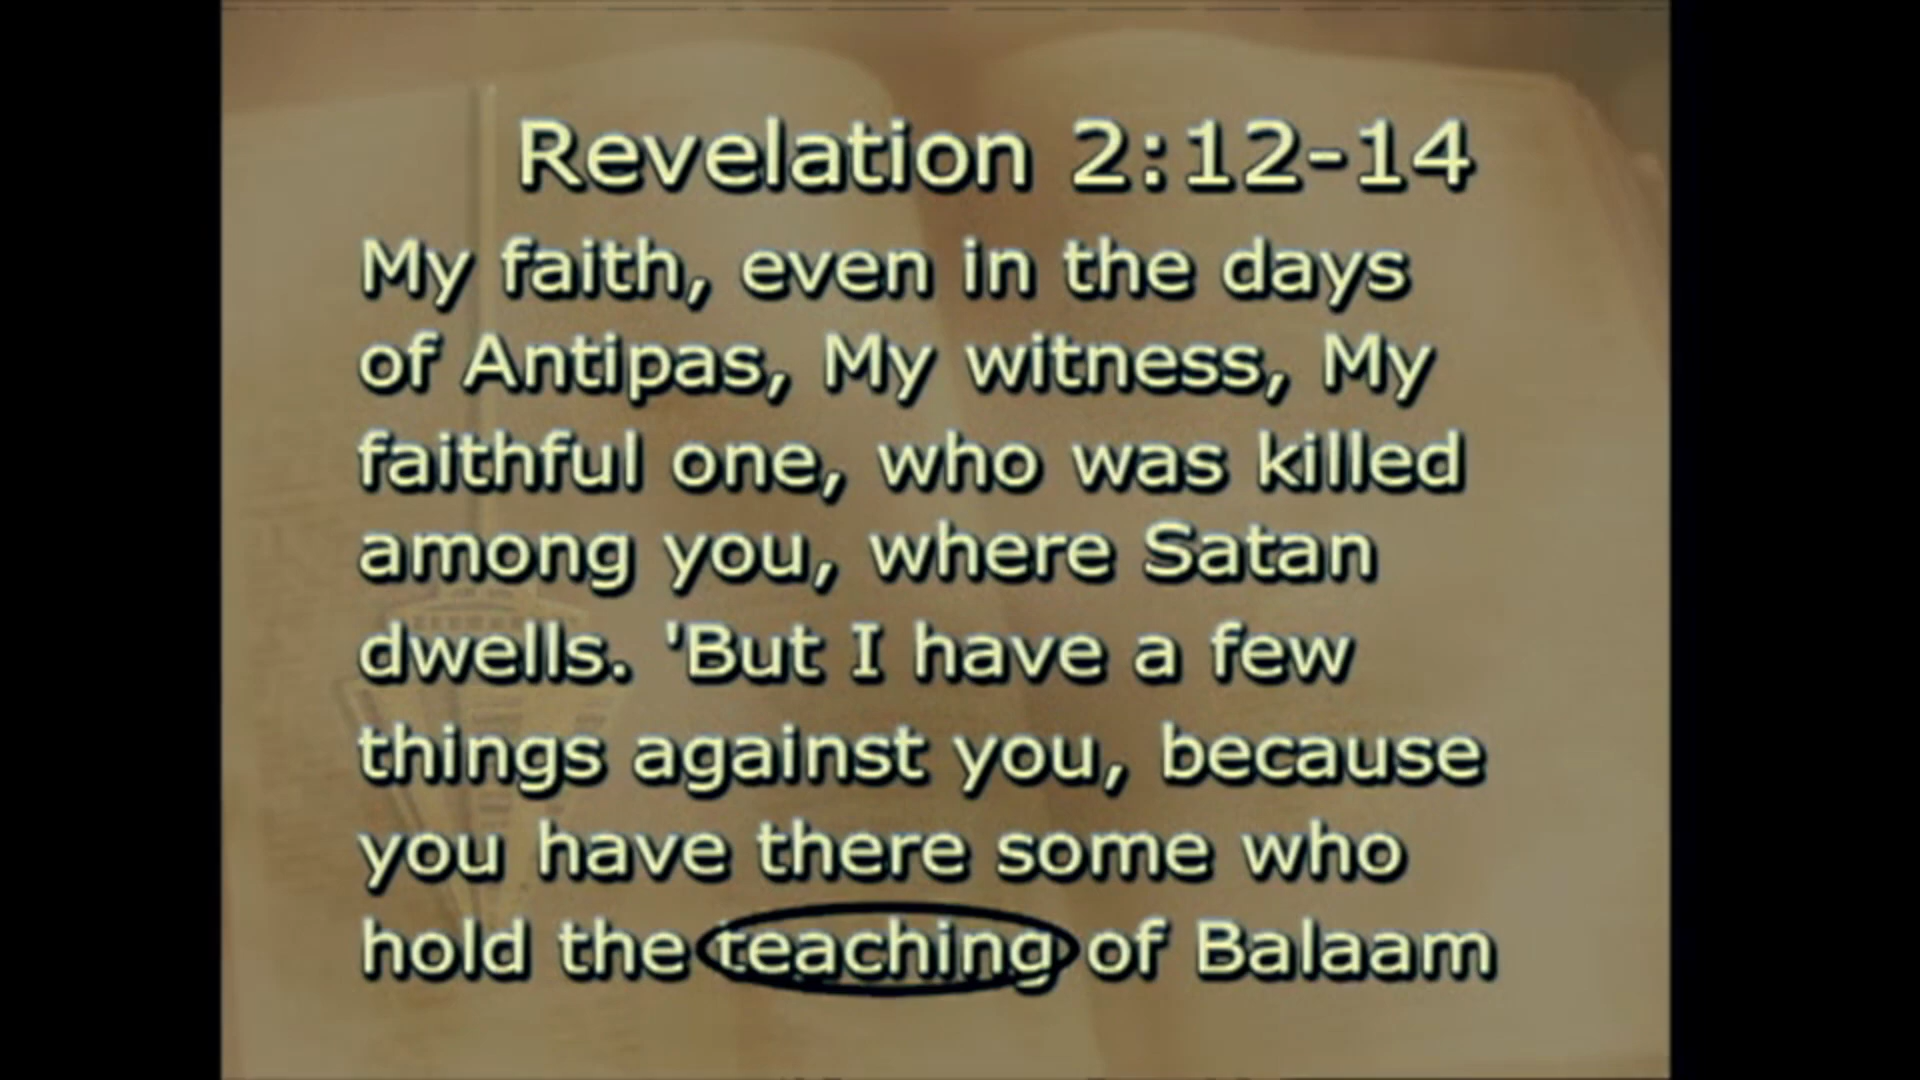 Revelation 2:12-14
My faith, even in the days
of Antipas, My witness, My
faithful one, who was killed
among you, where Satan
dwells. 'But I have a few
things against you, because
you have there some who
hold the teaching of Balaam